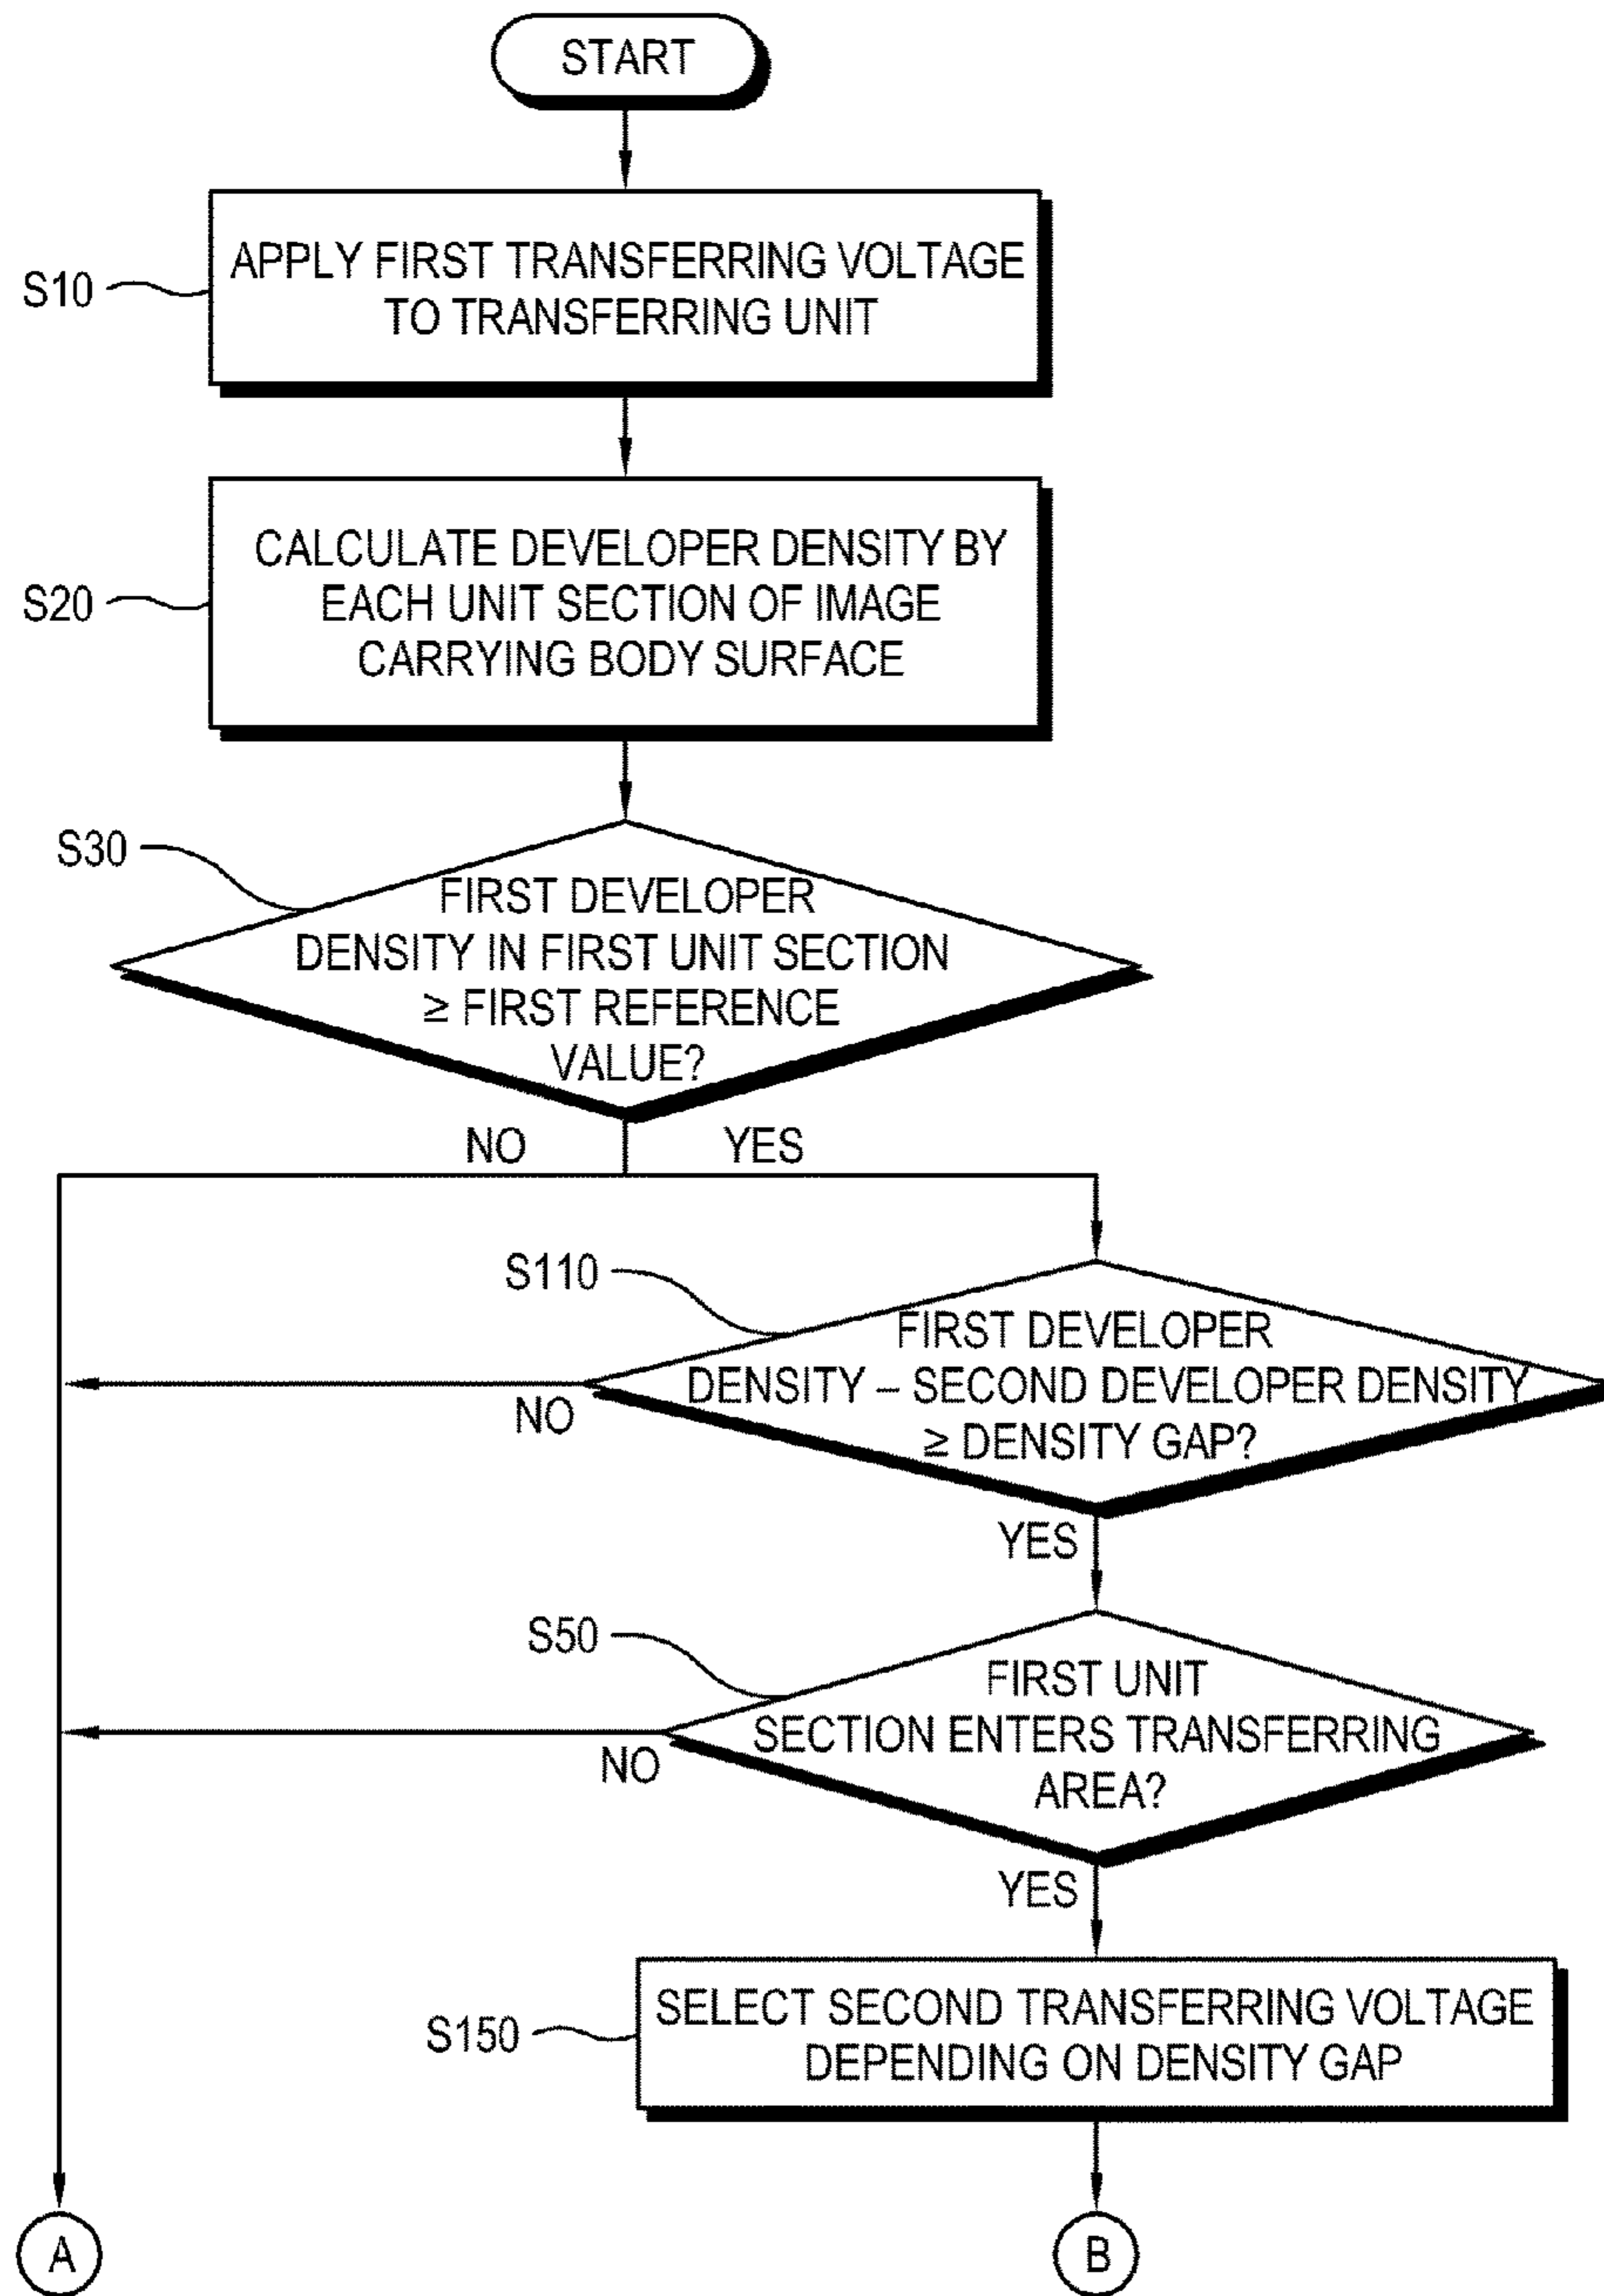 START
S10
APPLY FIRST TRANSFERRING VOLTAGE
TO TRANSFERRING UNIT
S20
CALCULATE DEVELOPER DENSITY BY
EACH UNIT SECTION OF IMAGE
CARRYING BODY SURFACE
S30
FIRST DEVELOPER
DENSITY IN FIRST UNIT SECTION
≥ FIRST REFERENCE
VALUE?
NO
YES
S110
FIRST DEVELOPER
DENSITY – SECOND DEVELOPER DENSITY
≥ DENSITY GAP?
NO
YES
S50
FIRST UNIT
SECTION ENTERS TRANSFERRING
AREA?
NO
YES
S150
SELECT SECOND TRANSFERRING VOLTAGE
DEPENDING ON DENSITY GAP
A
B